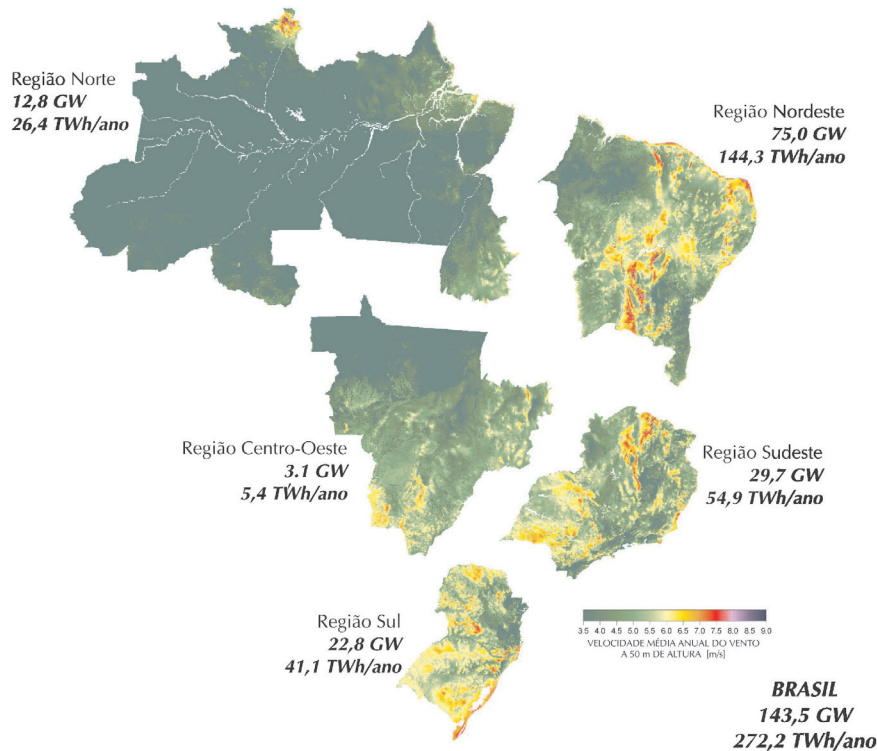 Região Norte
12,8 GW
26,4 TWh/ano
Região Nordeste
75,0 GW
144,3 TWh/ano
Região Centro-Oeste
3.1 GW
5,4 TWh/ano
Região Sudeste
29,7 GW
54,9 TWh/ano
Região Sul
22,8 GW
41,1 TWh/ano
3.5 4.0 4.5 5.0 5.5 6.0 6.5 7.0 7.5 8.0 8.5 9.0
VELOCIDADE MÉDIA ANUAL DO VENTO
A 50 m DE ALTURA [m/s]
BRASIL
143,5 GW
272,2 TWh/ano